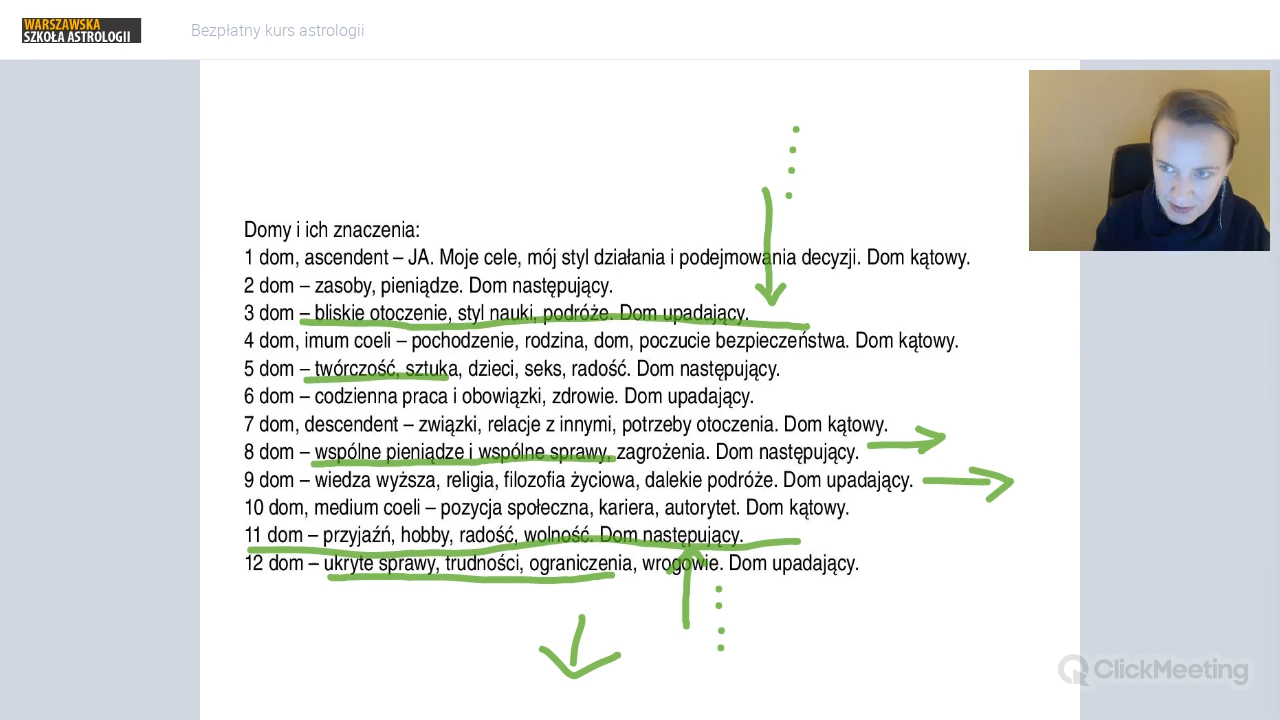 WARSZAWSKA
SZKOŁA ASTROLOGII
Bezpłatny kurs astrologii
Domy i ich znaczenia:
1 dom, ascendent – JA. Moje cele, mój styl działania i podejmowania decyzji. Dom kątowy.
2 dom – zasoby, pieniądze. Dom następujący.
3 dom – bliskie otoczenie, styl nauki, podróże. Dom upadający.
4 dom, imum coeli – pochodzenie, rodzina, dom, poczucie bezpieczeństwa. Dom kątowy.
5 dom – twórczość, sztuka, dzieci, seks, radość. Dom następujący.
6 dom – codzienna praca i obowiązki, zdrowie. Dom upadający.
7 dom, descendent – związki, relacje z innymi, potrzeby otoczenia. Dom kątowy.
8 dom – wspólne pieniądze i wspólne sprawy, zagrożenia. Dom następujący.
9 dom – wiedza wyższa, religia, filozofia życiowa, dalekie podróże. Dom upadający.
10 dom, medium coeli – pozycja społeczna, kariera, autorytet. Dom kątowy.
11 dom – przyjaźń, hobby, radość, wolność. Dom następujący.
12 dom – ukryte sprawy, trudności, ograniczenia, wrogowie. Dom upadający.
ClickMeeting